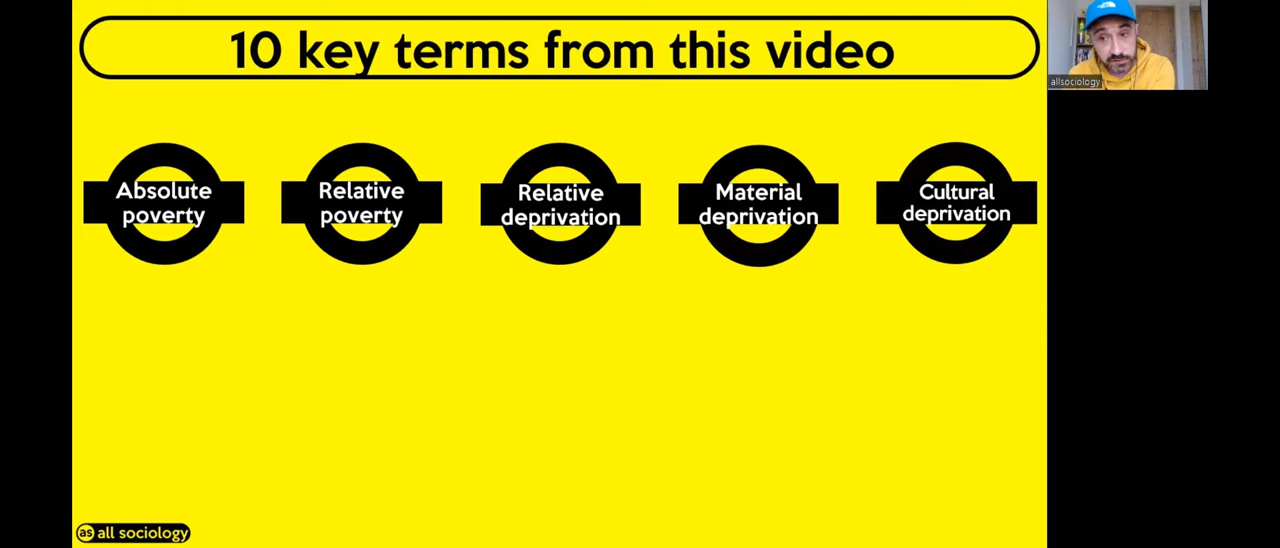 10 key terms from this video
allsociology
Absolute
poverty
Relative
poverty
Relative
deprivation
Material
deprivation
Cultural
deprivation
as all sociology